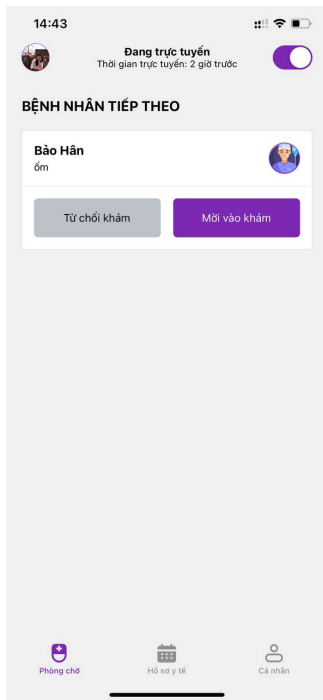 14:43
Đang trực tuyến
Thời gian trực tuyến: 2 giờ trước
BỆNH NHÂN TIẾP THEO
Bảo Hân
ốm
Từ chối khám
Mời vào khám
Phòng chờ
Hồ sơ y tế
Cá nhân